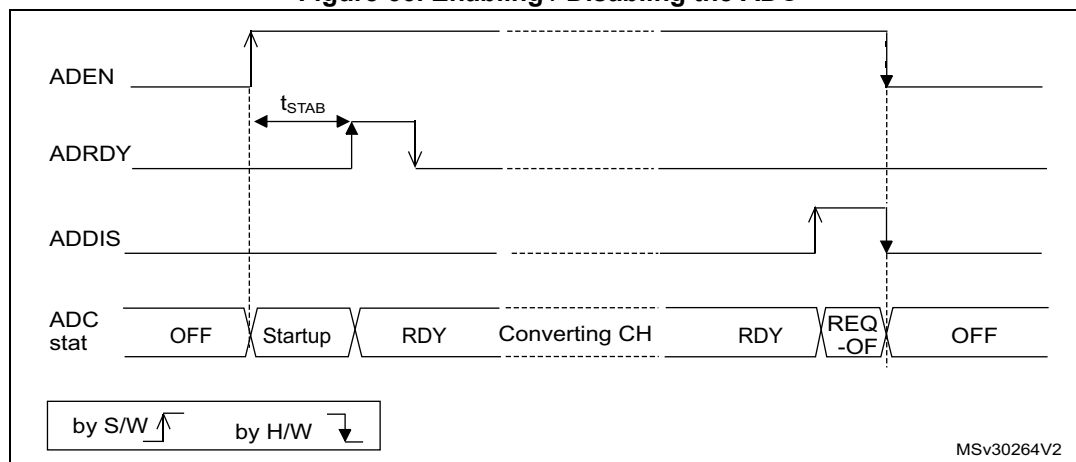 ADEN
tSTAB
ADRDY
ADDIS
ADC
stat
OFF
Startup
RDY
Converting CH
RDY
REQ
-OF
OFF
by S/W
by H/W
MSv30264V2